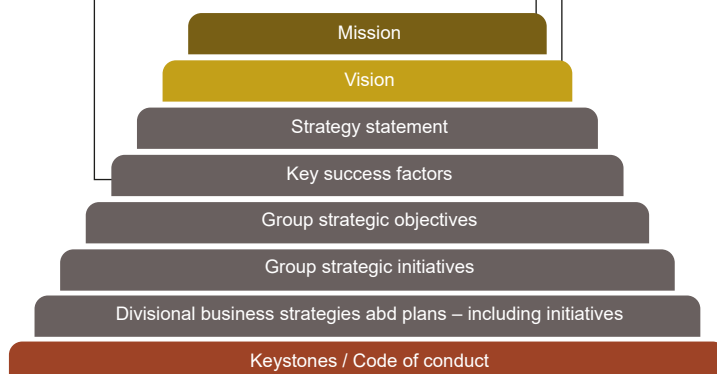 Mission
Vision
Strategy statement
Key success factors
Group strategic objectives
Group strategic initiatives
Divisional business strategies abd plans – including initiatives
Keystones / Code of conduct